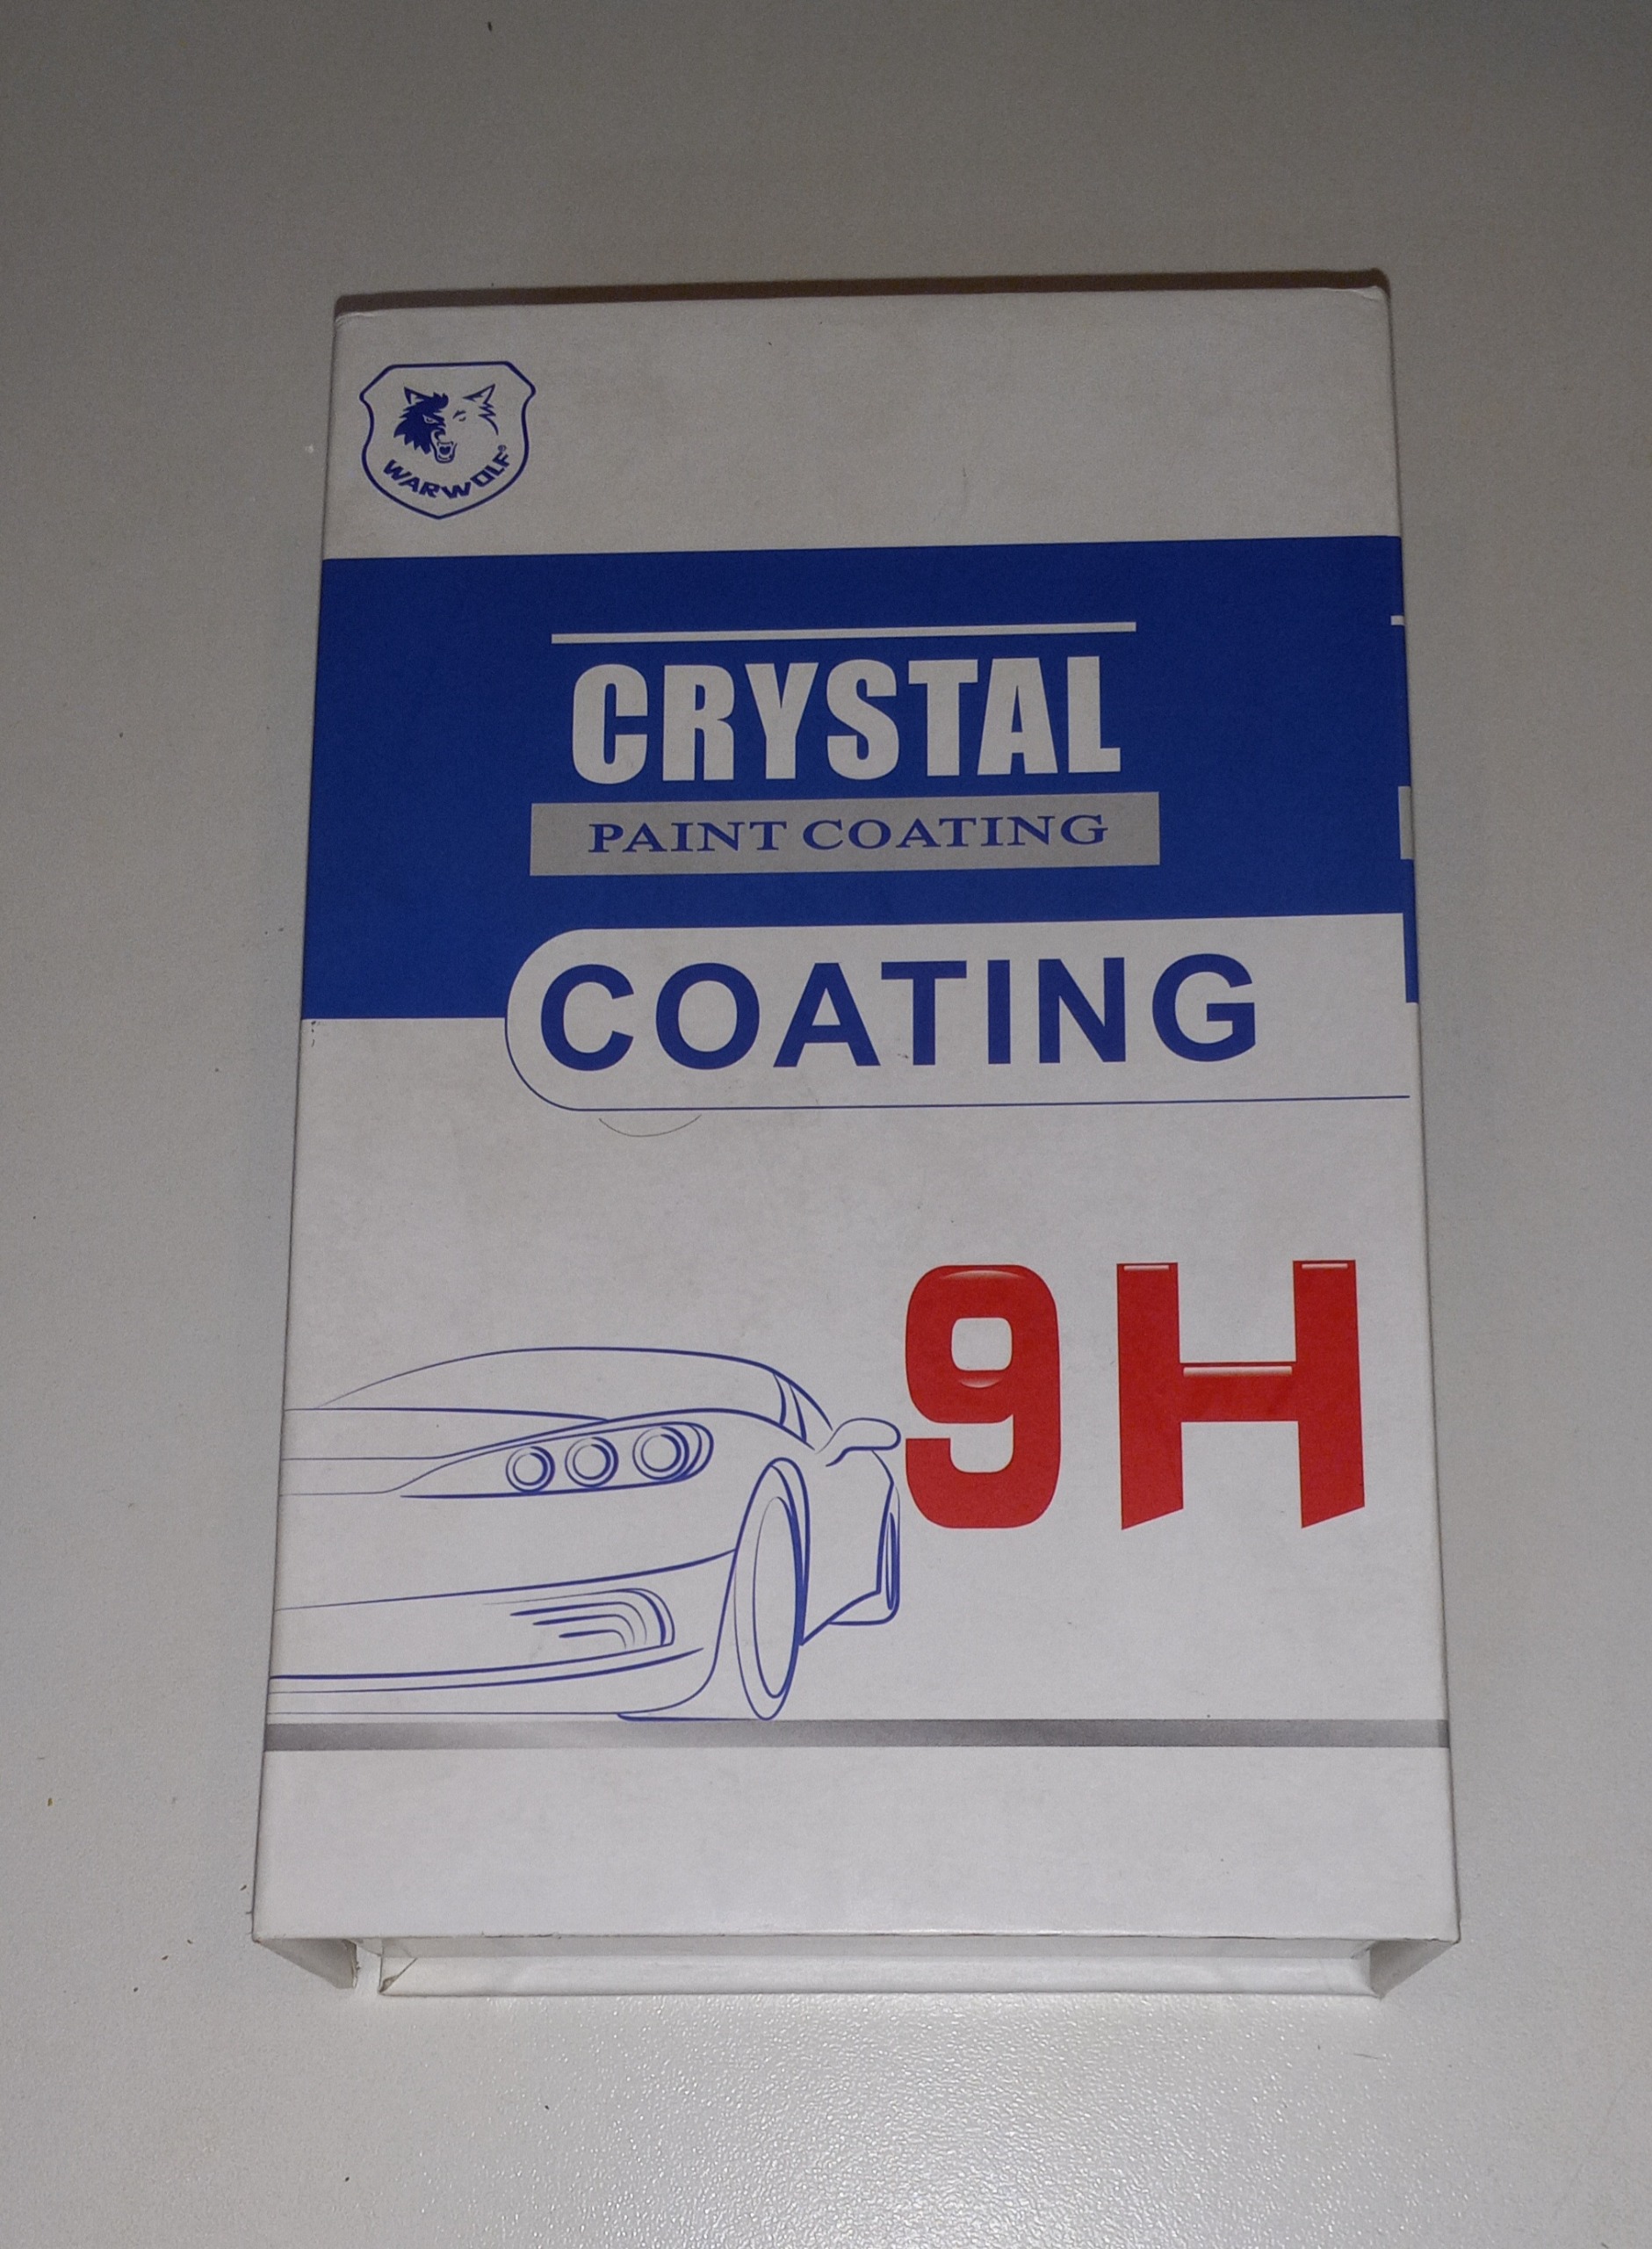 WARWOLF®
CRYSTAL
PAINT COATING
COATING
9H